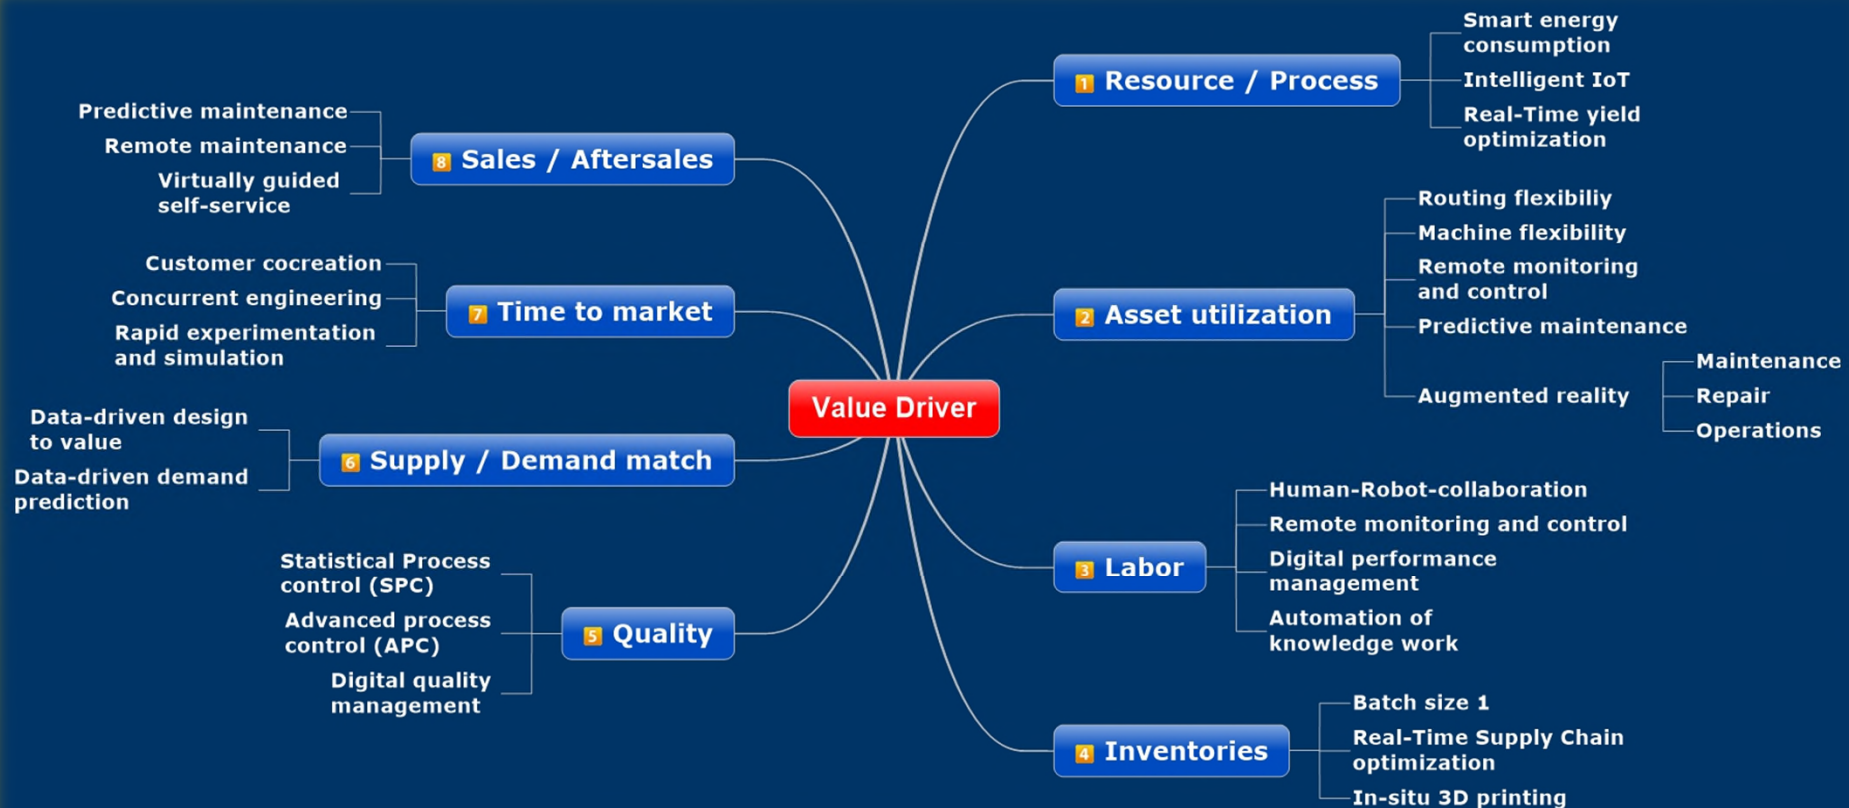 Value Driver
1 Resource / Process
Smart energy
consumption
Intelligent IoT
Real-Time yield
optimization
2 Asset utilization
Routing flexibiliy
Machine flexibility
Remote monitoring
and control
Predictive maintenance
Augmented reality
Maintenance
Repair
Operations
3 Labor
Human-Robot-collaboration
Remote monitoring and control
Digital performance
management
Automation of
knowledge work
4 Inventories
Batch size 1
Real-Time Supply Chain
optimization
In-situ 3D printing
5 Quality
Statistical Process
control (SPC)
Advanced process
control (APC)
Digital quality
management
6 Supply / Demand match
Data-driven design
to value
Data-driven demand
prediction
7 Time to market
Customer cocreation
Concurrent engineering
Rapid experimentation
and simulation
8 Sales / Aftersales
Predictive maintenance
Remote maintenance
Virtually guided
self-service